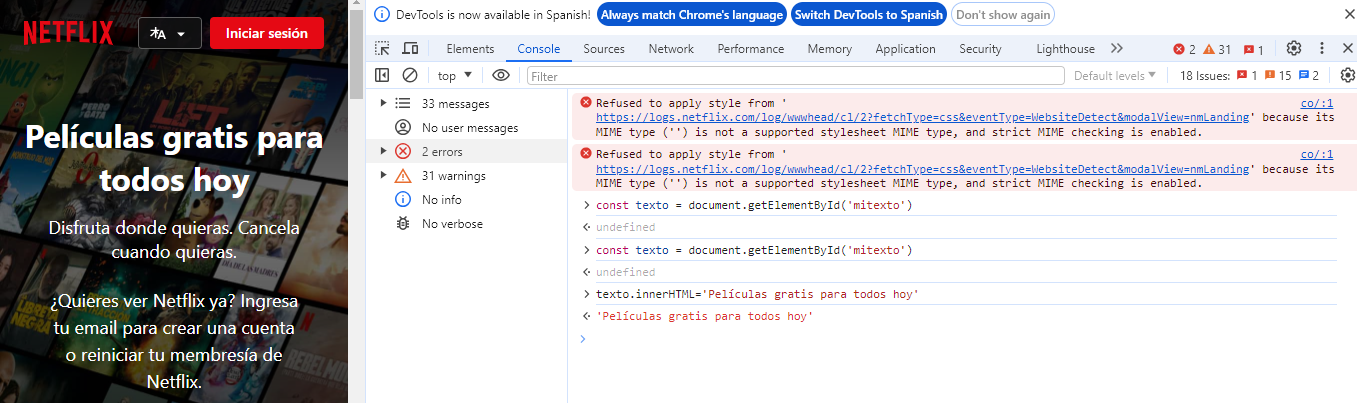 NETFLIX
Iniciar sesión
Películas gratis para
todos hoy
Disfruta donde quieras. Cancela
cuando quieras.
¿Quieres ver Netflix ya? Ingresa
tu email para crear una cuenta
o reiniciar tu membresía de
Netflix.
GRINCH
PERRO
LIFT
DÍA DE LAS MADRES
LIBRO
NEGRA
DevTools is now available in Spanish! Always match Chrome's language Switch DevTools to Spanish Don't show again
Elements Console Sources Network Performance Memory Application Security Lighthouse 2 31 1
top Filter Default levels 18 Issues: 1 15 2
33 messages
No user messages
2 errors
31 warnings
No info
No verbose
Refused to apply style from ' co/:1
https://logs.netflix.com/log/wwwhead/cl/2?fetchType=css&eventType=WebsiteDetect&modalView=nmLanding' because its
MIME type ('') is not a supported stylesheet MIME type, and strict MIME checking is enabled.
Refused to apply style from ' co/:1
https://logs.netflix.com/log/wwwhead/cl/2?fetchType=css&eventType=WebsiteDetect&modalView=nmLanding' because its
MIME type ('') is not a supported stylesheet MIME type, and strict MIME checking is enabled.
const texto = document.getElementById('mitexto')
undefined
const texto = document.getElementById('mitexto')
undefined
texto.innerHTML='Películas gratis para todos hoy'
'Películas gratis para todos hoy'